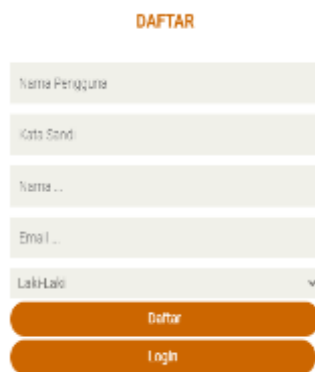 DAFTAR
Nama Pengguna
Kata Sandi
Nama ...
Email ...
Laki-Laki
Daftar
Login